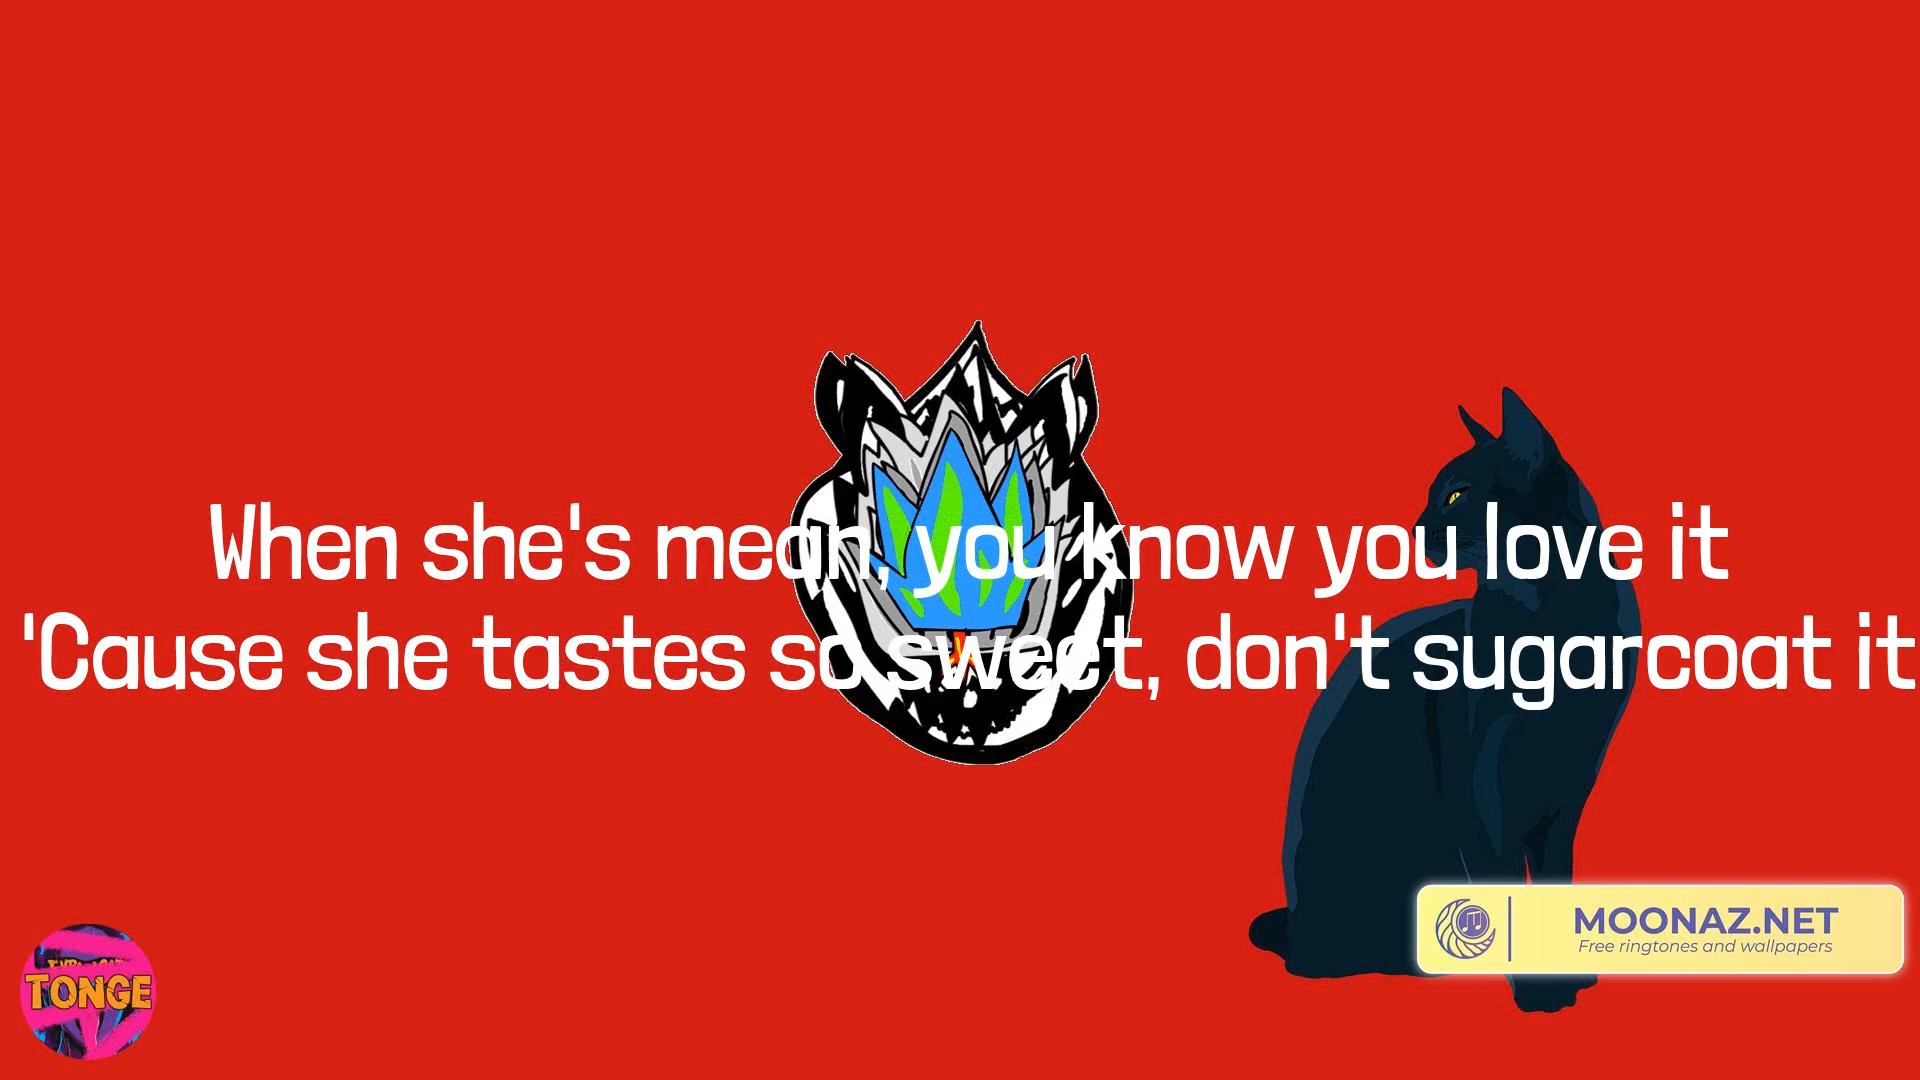 When she's mean, you know you love it
'Cause she tastes so sweet, don't sugarcoat it
TONGE
MOONAZ.NET
Free ringtones and wallpapers